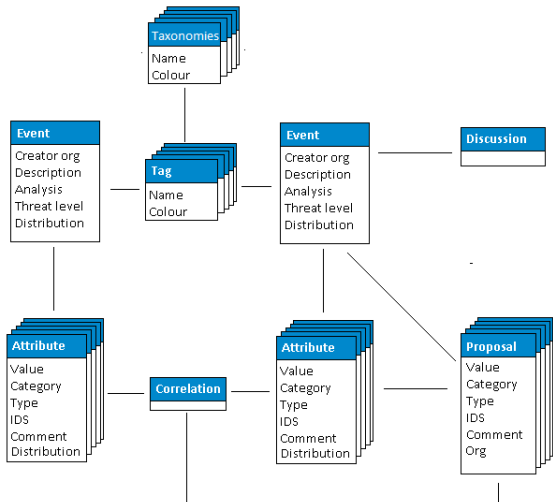 Taxonomies
Name
Colour
Event
Creator org
Description
Analysis
Threat level
Distribution
Tag
Name
Colour
Event
Creator org
Description
Analysis
Threat level
Distribution
Discussion
Attribute
Value
Category
Type
IDS
Comment
Distribution
Correlation
Attribute
Value
Category
Type
IDS
Comment
Distribution
Proposal
Value
Category
Type
IDS
Comment
Org